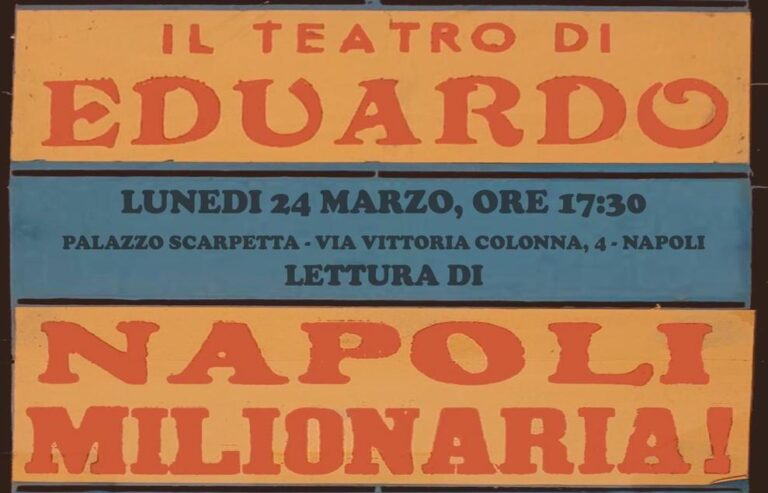 IL TEATRO DI
EDUARDO
LUNEDI 24 MARZO, ORE 17:30
PALAZZO SCARPETTA - VIA VITTORIA COLONNA, 4 - NAPOLI
LETTURA DI
NAPOLI
MILIONARIA!